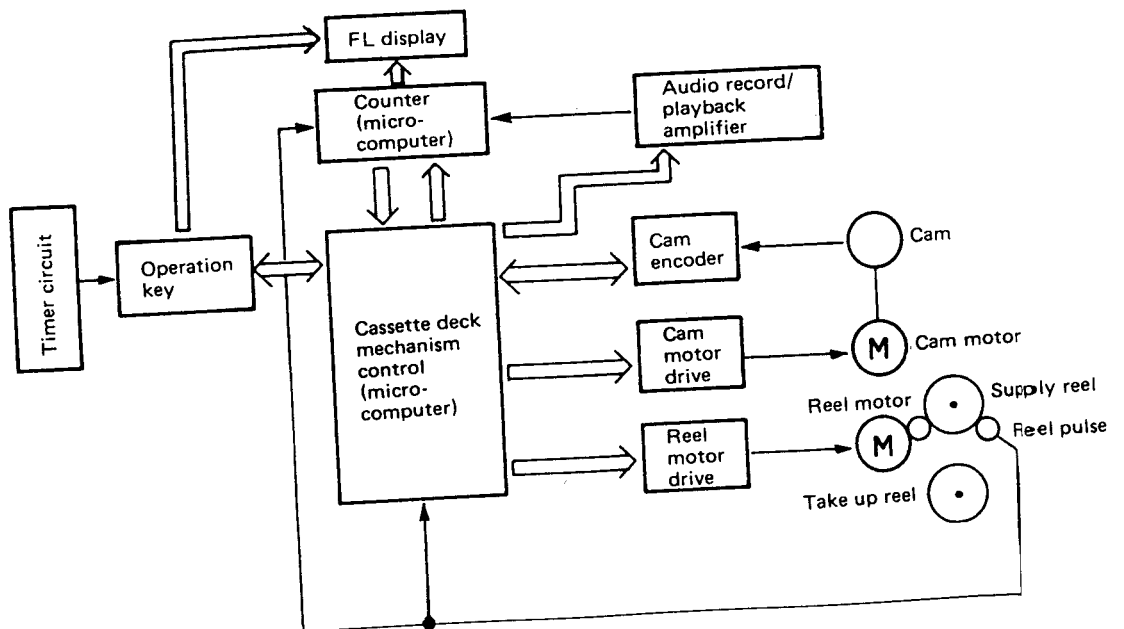 FL display
Counter
(micro-
computer)
Audio record/
playback
amplifier
Timer circuit
Operation
key
Cam
encoder
Cam
Cassette deck
mechanism
control
(micro-
computer)
Cam
motor
drive
M
Cam motor
Reel motor
Supply reel
Reel
motor
drive
M
Reel pulse
Take up reel